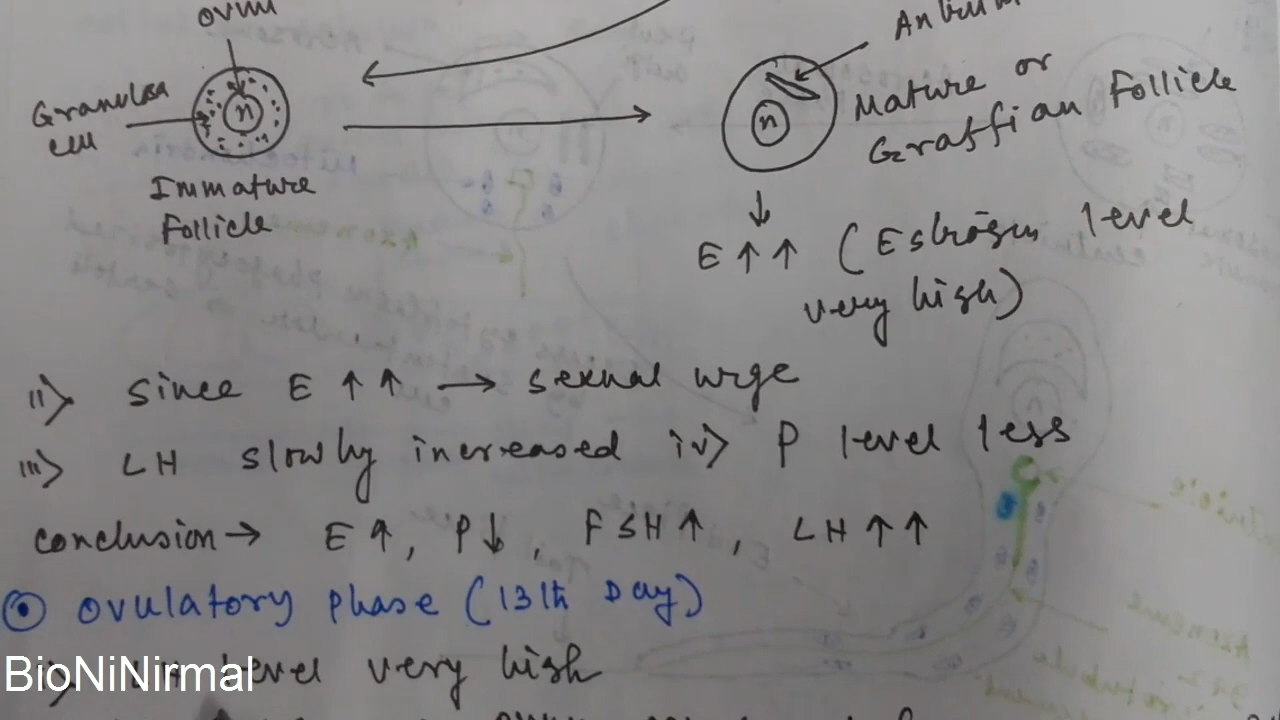 ovum
Antrum
Granulosa
cell
n
Immature
Follicle
n
Mature or
Graffian Follicle
E ↑ ↑ ( Estrogen level
very high)
ii> since E ↑ ↑ → sexual urge
iii> LH slowly increased iv> P level less
conclusion → E ↑, P↓, FSH ↑, LH ↑ ↑
ovulatory phase (13th Day)
level very high
BioNiNirmal